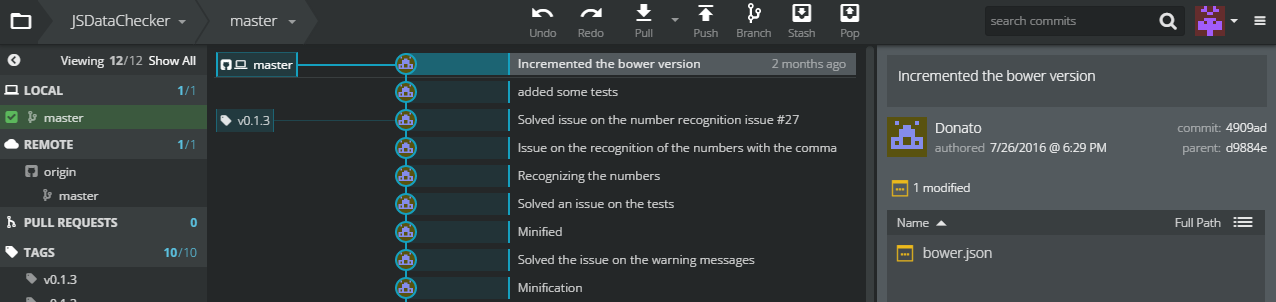 JSDataChecker master
Undo Redo Pull Push Branch Stash Pop
search commits
Viewing 12/12 Show All
LOCAL 1/1
master
REMOTE 1/1
origin
master
PULL REQUESTS 0
TAGS 10/10
v0.1.3
master Incremented the bower version 2 months ago
added some tests
v0.1.3 Solved issue on the number recognition issue #27
Issue on the recognition of the numbers with the comma
Recognizing the numbers
Solved an issue on the tests
Minified
Solved the issue on the warning messages
Minification
Incremented the bower version
Donato commit: 4909ad
authored 7/26/2016 @ 6:29 PM parent: d9884e
1 modified
Name Full Path
bower.json